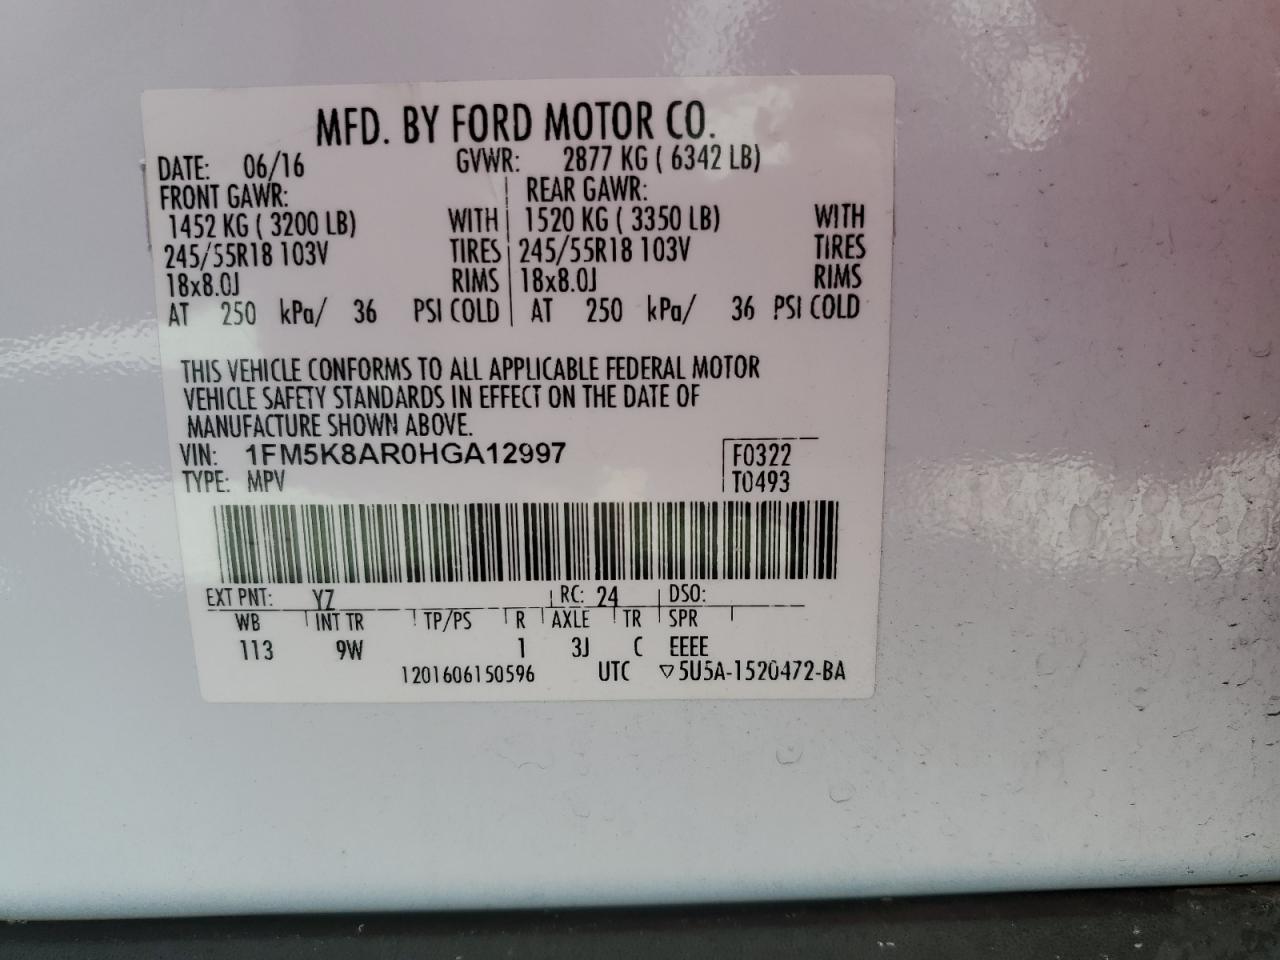 MFD. BY FORD MOTOR CO.
DATE: 06/16 GVWR: 2877 KG ( 6342 LB)
FRONT GAWR: REAR GAWR:
1452 KG ( 3200 LB) WITH 1520 KG ( 3350 LB) WITH
245/55R18 103V TIRES 245/55R18 103V TIRES
18x8.0J RIMS 18x8.0J RIMS
AT 250 kPa/ 36 PSI COLD AT 250 kPa/ 36 PSI COLD
THIS VEHICLE CONFORMS TO ALL APPLICABLE FEDERAL MOTOR
VEHICLE SAFETY STANDARDS IN EFFECT ON THE DATE OF
MANUFACTURE SHOWN ABOVE.
VIN: 1FM5K8AR0HGA12997 F0322
TYPE: MPV T0493
EXT PNT: YZ RC: 24 DSO:
WB INT TR TP/PS R AXLE TR SPR
113 9W 1 3J C EEEE
1201606150596 UTC ▽5U5A-1520472-BA